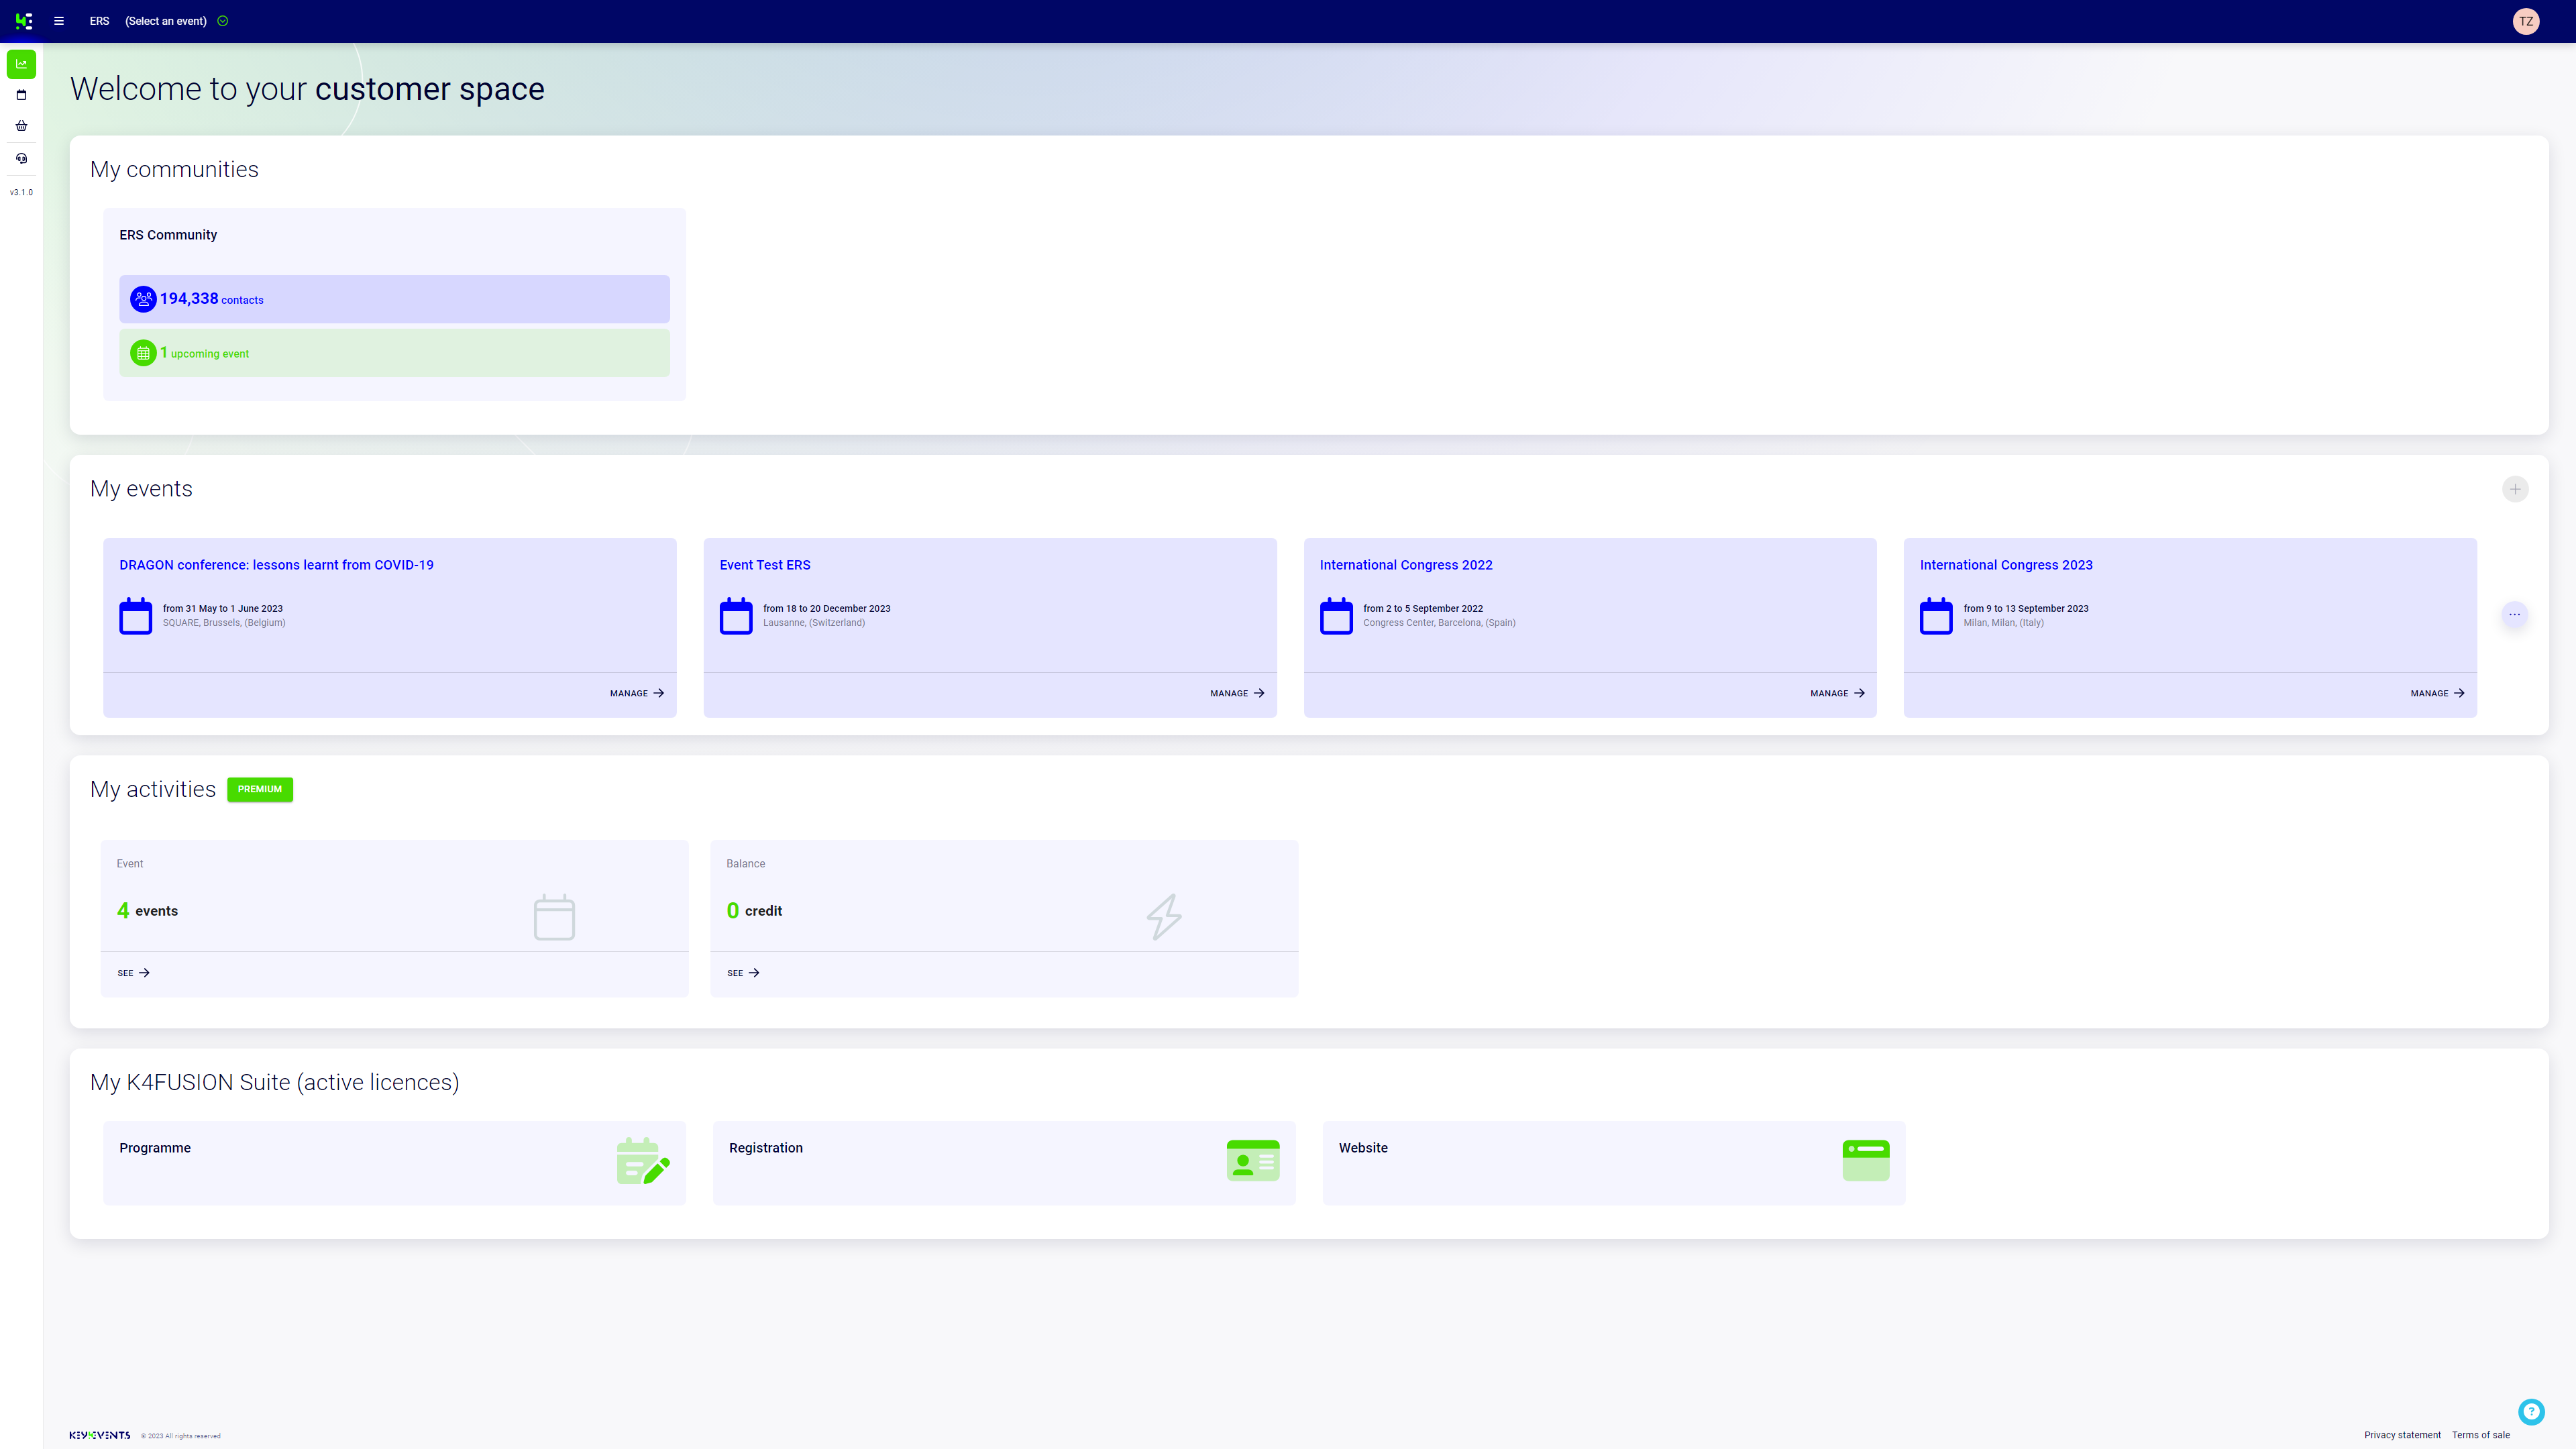 ERS (Select an event)
TZ
v3.1.0
Welcome to your customer space
My communities
ERS Community
194,338 contacts
1 upcoming event
My events
DRAGON conference: lessons learnt from COVID-19
from 31 May to 1 June 2023
SQUARE, Brussels, (Belgium)
MANAGE
Event Test ERS
from 18 to 20 December 2023
Lausanne, (Switzerland)
MANAGE
International Congress 2022
from 2 to 5 September 2022
Congress Center, Barcelona, (Spain)
MANAGE
International Congress 2023
from 9 to 13 September 2023
Milan, Milan, (Italy)
MANAGE
My activities PREMIUM
Event
4 events
SEE
Balance
0 credit
SEE
My K4FUSION Suite (active licences)
Programme
Registration
Website
KEY4EVENTS © 2023 All rights reserved
Privacy statement Terms of sale
?